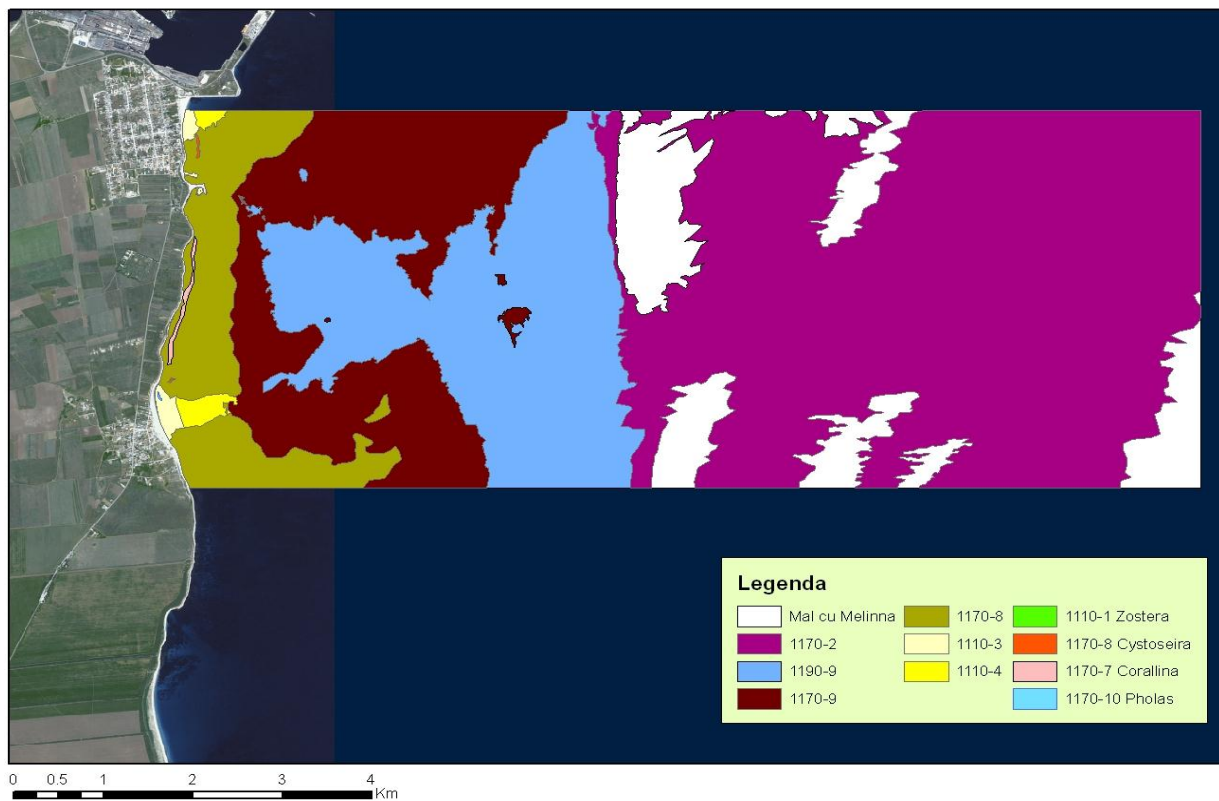 Legenda
Mal cu Melinna
1170-2
1190-9
1170-9
1170-8
1110-3
1110-4
1110-1 Zostera
1170-8 Cystoseira
1170-7 Corallina
1170-10 Pholas
0 0.5 1 2 3 4
Km